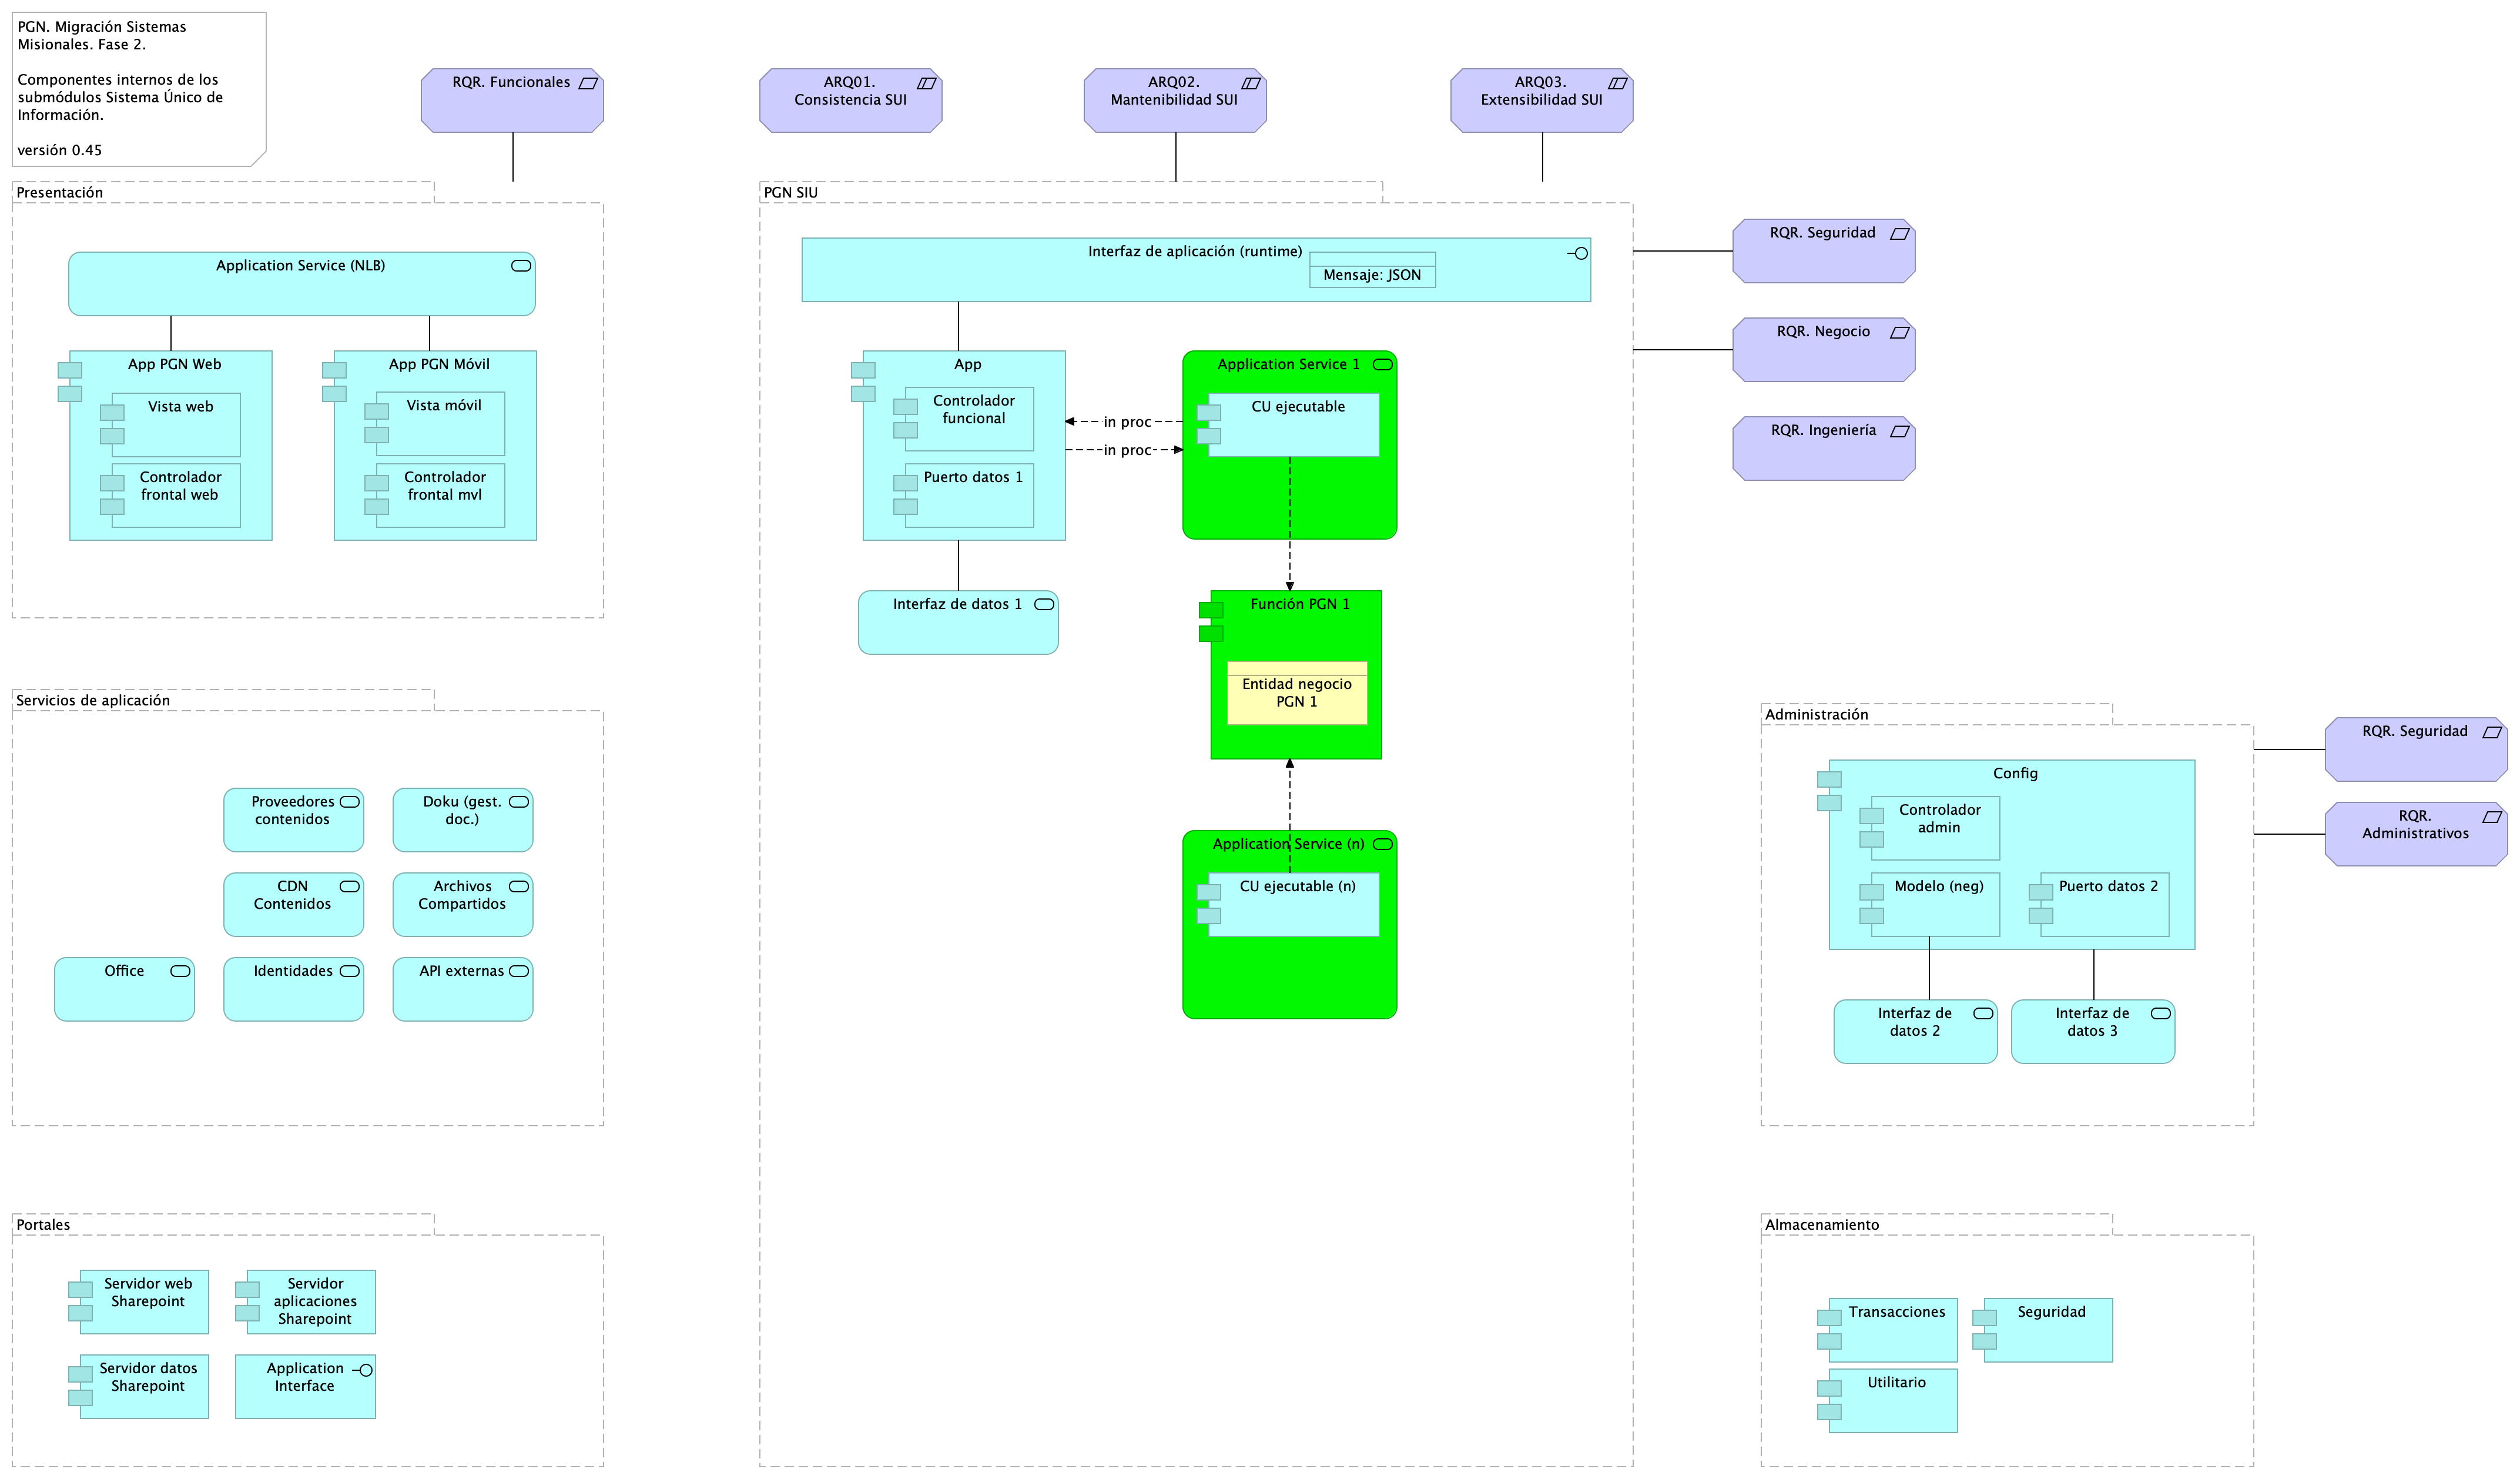 PGN. Migración Sistemas
Misionales. Fase 2.
Componentes internos de los
submódulos Sistema Único de
Información.
versión 0.45
RQR. Funcionales
ARQ01.
Consistencia SUI
ARQ02.
Mantenibilidad SUI
ARQ03.
Extensibilidad SUI
Presentación
Application Service (NLB)
App PGN Web
Vista web
Controlador
frontal web
App PGN Móvil
Vista móvil
Controlador
frontal mvl
PGN SIU
Interfaz de aplicación (runtime)
Mensaje: JSON
App
Controlador
funcional
Puerto datos 1
in proc
in proc
Application Service 1
CU ejecutable
Interfaz de datos 1
Función PGN 1
Entidad negocio
PGN 1
Application Service (n)
CU ejecutable (n)
RQR. Seguridad
RQR. Negocio
RQR. Ingeniería
Servicios de aplicación
Proveedores
contenidos
Doku (gest.
doc.)
CDN
Contenidos
Archivos
Compartidos
Office
Identidades
API externas
Administración
Config
Controlador
admin
Modelo (neg)
Puerto datos 2
Interfaz de
datos 2
Interfaz de
datos 3
RQR. Seguridad
RQR.
Administrativos
Portales
Servidor web
Sharepoint
Servidor
aplicaciones
Sharepoint
Servidor datos
Sharepoint
Application
Interface
Almacenamiento
Transacciones
Seguridad
Utilitario